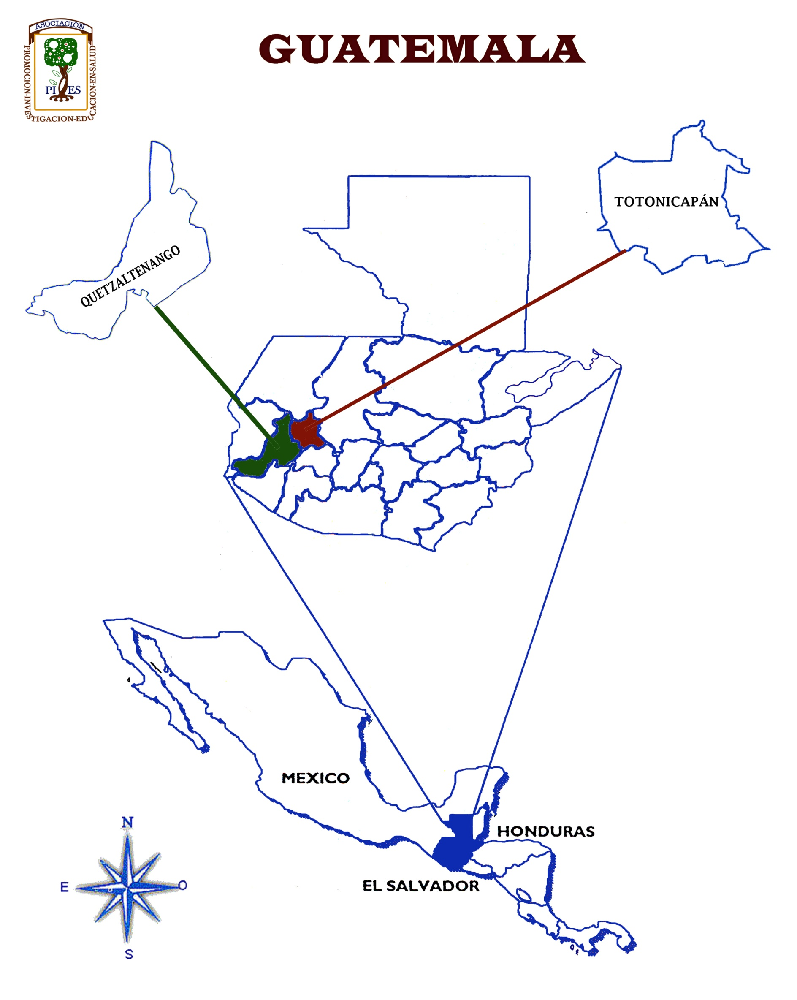 ASOCIACION
PROMOCION-INVESTIGACION-EDUCACION-EN-SALUD
PIES
GUATEMALA
TOTONICAPÁN
QUETZALTENANGO
MEXICO
HONDURAS
EL SALVADOR
N
E
O
S